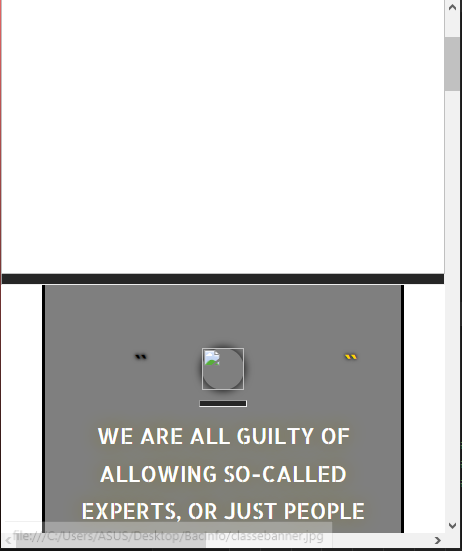 WE ARE ALL GUILTY OF
ALLOWING SO-CALLED
EXPERTS, OR JUST PEOPLE
file:///C:/Users/ASUS/Desktop/BacInfo/classebanner.jpg